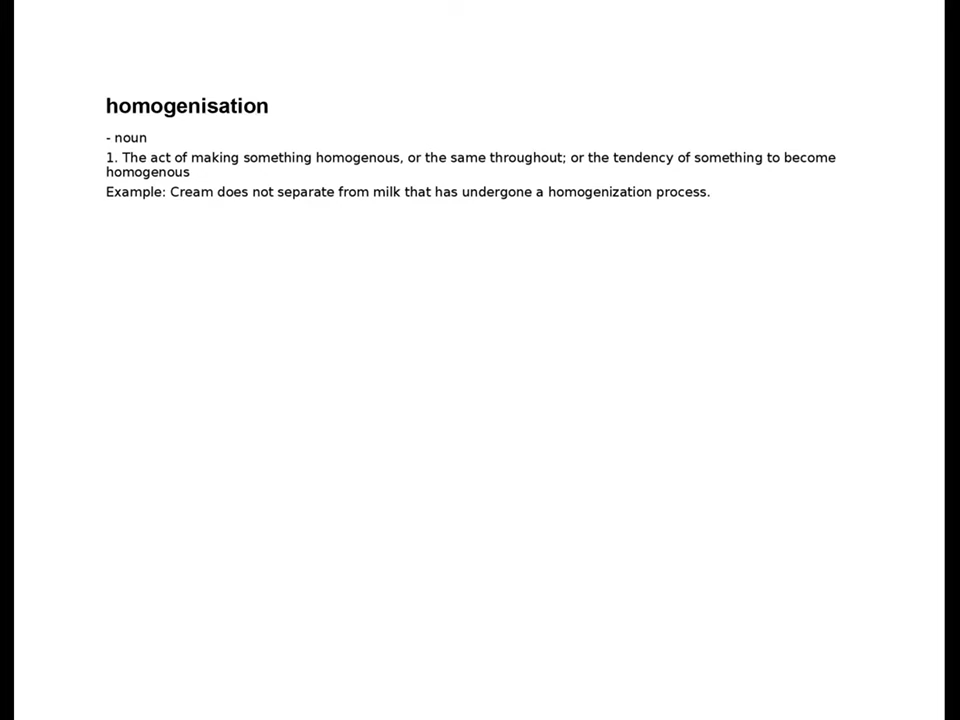 homogenisation
- noun
1. The act of making something homogenous, or the same throughout; or the tendency of something to become
homogenous
Example: Cream does not separate from milk that has undergone a homogenization process.